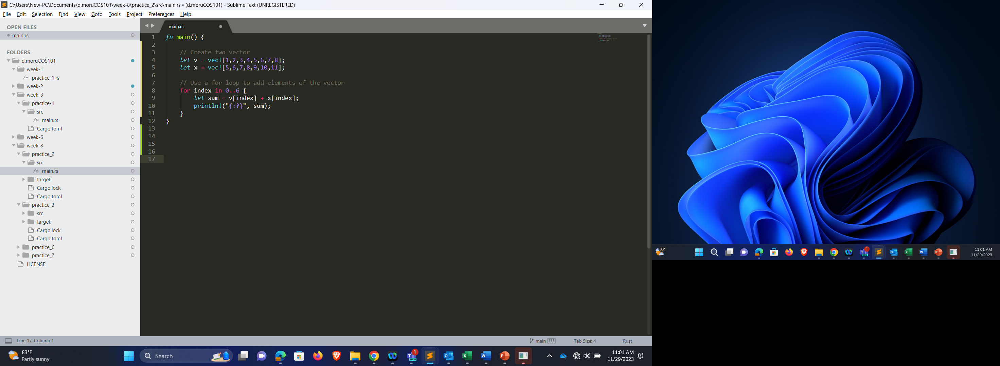 C:\Users\New-PC\Documents\d.moruCOS101\week-8\practice_2\src\main.rs • (d.moruCOS101) - Sublime Text (UNREGISTERED)
File Edit Selection Find View Goto Tools Project Preferences Help
OPEN FILES
main.rs
FOLDERS
d.moruCOS101
week-1
/* practice-1.rs
week-2
week-3
practice-1
src
/* main.rs
Cargo.toml
week-6
week-8
practice_2
src
/* main.rs
target
Cargo.lock
Cargo.toml
practice_3
src
target
Cargo.lock
Cargo.toml
practice_6
practice_7
LICENSE
main.rs
1 fn main() {
2
3 // Create two vector
4 let v = vec![1,2,3,4,5,6,7,8];
5 let x = vec![5,6,7,8,9,10,11];
6
7 // Use a for loop to add elements of the vector
8 for index in 0..6 {
9 let sum = v[index] + x[index];
10 println!("{:?}", sum);
11 }
12 }
13
14
15
16
17
Line 17, Column 1
main 158
Tab Size: 4
Rust
83°F
Partly sunny
Search
1
NEW
11:01 AM
11/29/2023
83°
1
NEW
11:01 AM
11/29/2023